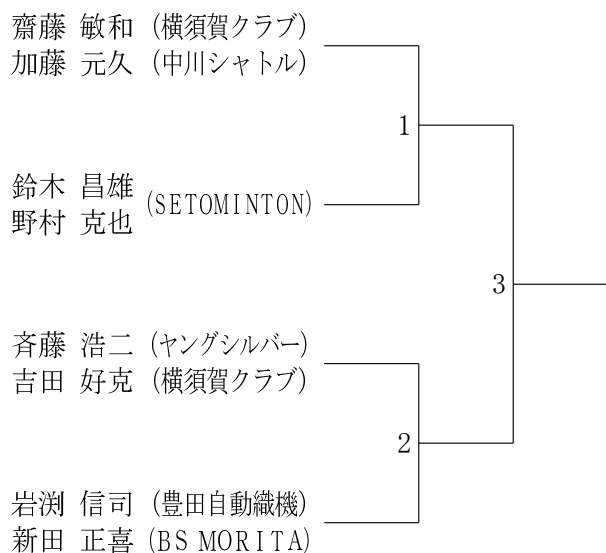 齋藤 敏和 (横須賀クラブ)
加藤 元久 (中川シャトル)
1
鈴木 昌雄
(SETOMINTON)
野村 克也
3
斉藤 浩二 (ヤングシルバー)
吉田 好克 (横須賀クラブ)
2
岩渕 信司 (豊田自動織機)
新田 正喜 (BS MORITA)